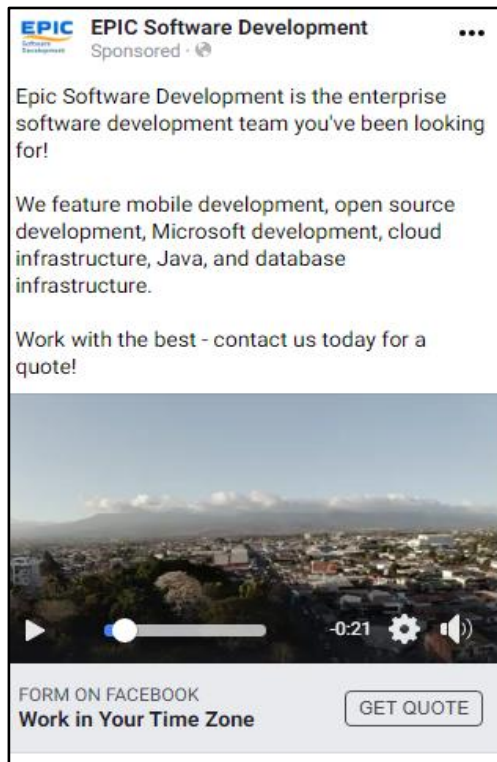 EPIC
Software
Development
EPIC Software Development
Sponsored ·
Epic Software Development is the enterprise
software development team you've been looking
for!
We feature mobile development, open source
development, Microsoft development, cloud
infrastructure, Java, and database
infrastructure.
Work with the best - contact us today for a
quote!
-0:21
FORM ON FACEBOOK
Work in Your Time Zone
GET QUOTE